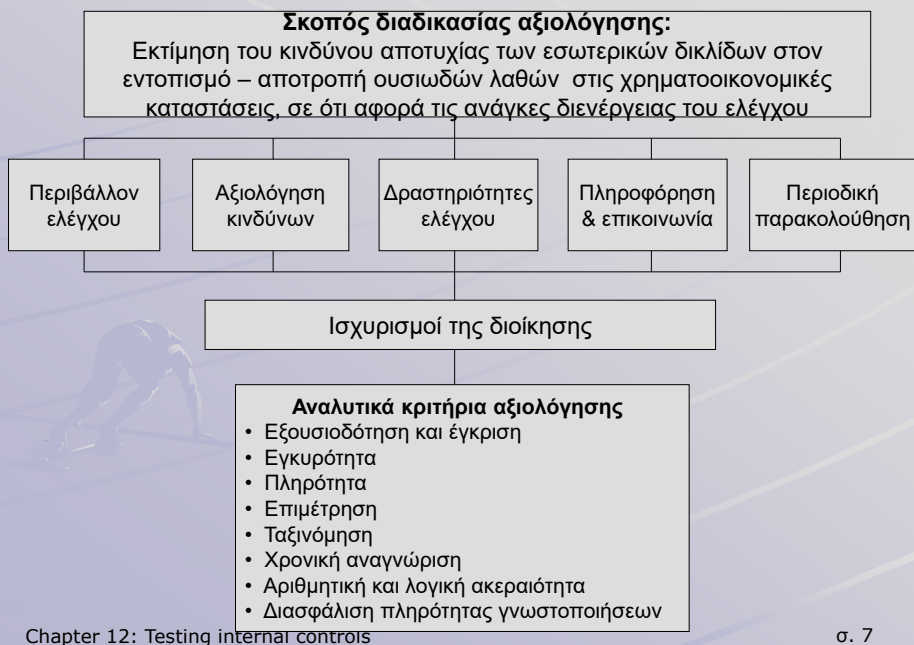 Σκοπός διαδικασίας αξιολόγησης:
Εκτίμηση του κινδύνου αποτυχίας των εσωτερικών δικλίδων στον
εντοπισμό – αποτροπή ουσιωδών λαθών στις χρηματοοικονομικές
καταστάσεις, σε ότι αφορά τις ανάγκες διενέργειας του ελέγχου
Περιβάλλον
ελέγχου
Αξιολόγηση
κινδύνων
Δραστηριότητες
ελέγχου
Πληροφόρηση
& επικοινωνία
Περιοδική
παρακολούθηση
Ισχυρισμοί της διοίκησης
Αναλυτικά κριτήρια αξιολόγησης
• Εξουσιοδότηση και έγκριση
• Εγκυρότητα
• Πληρότητα
• Επιμέτρηση
• Ταξινόμηση
• Χρονική αναγνώριση
• Αριθμητική και λογική ακεραιότητα
• Διασφάλιση πληρότητας γνωστοποιήσεων
Chapter 12: Testing internal controls
σ. 7